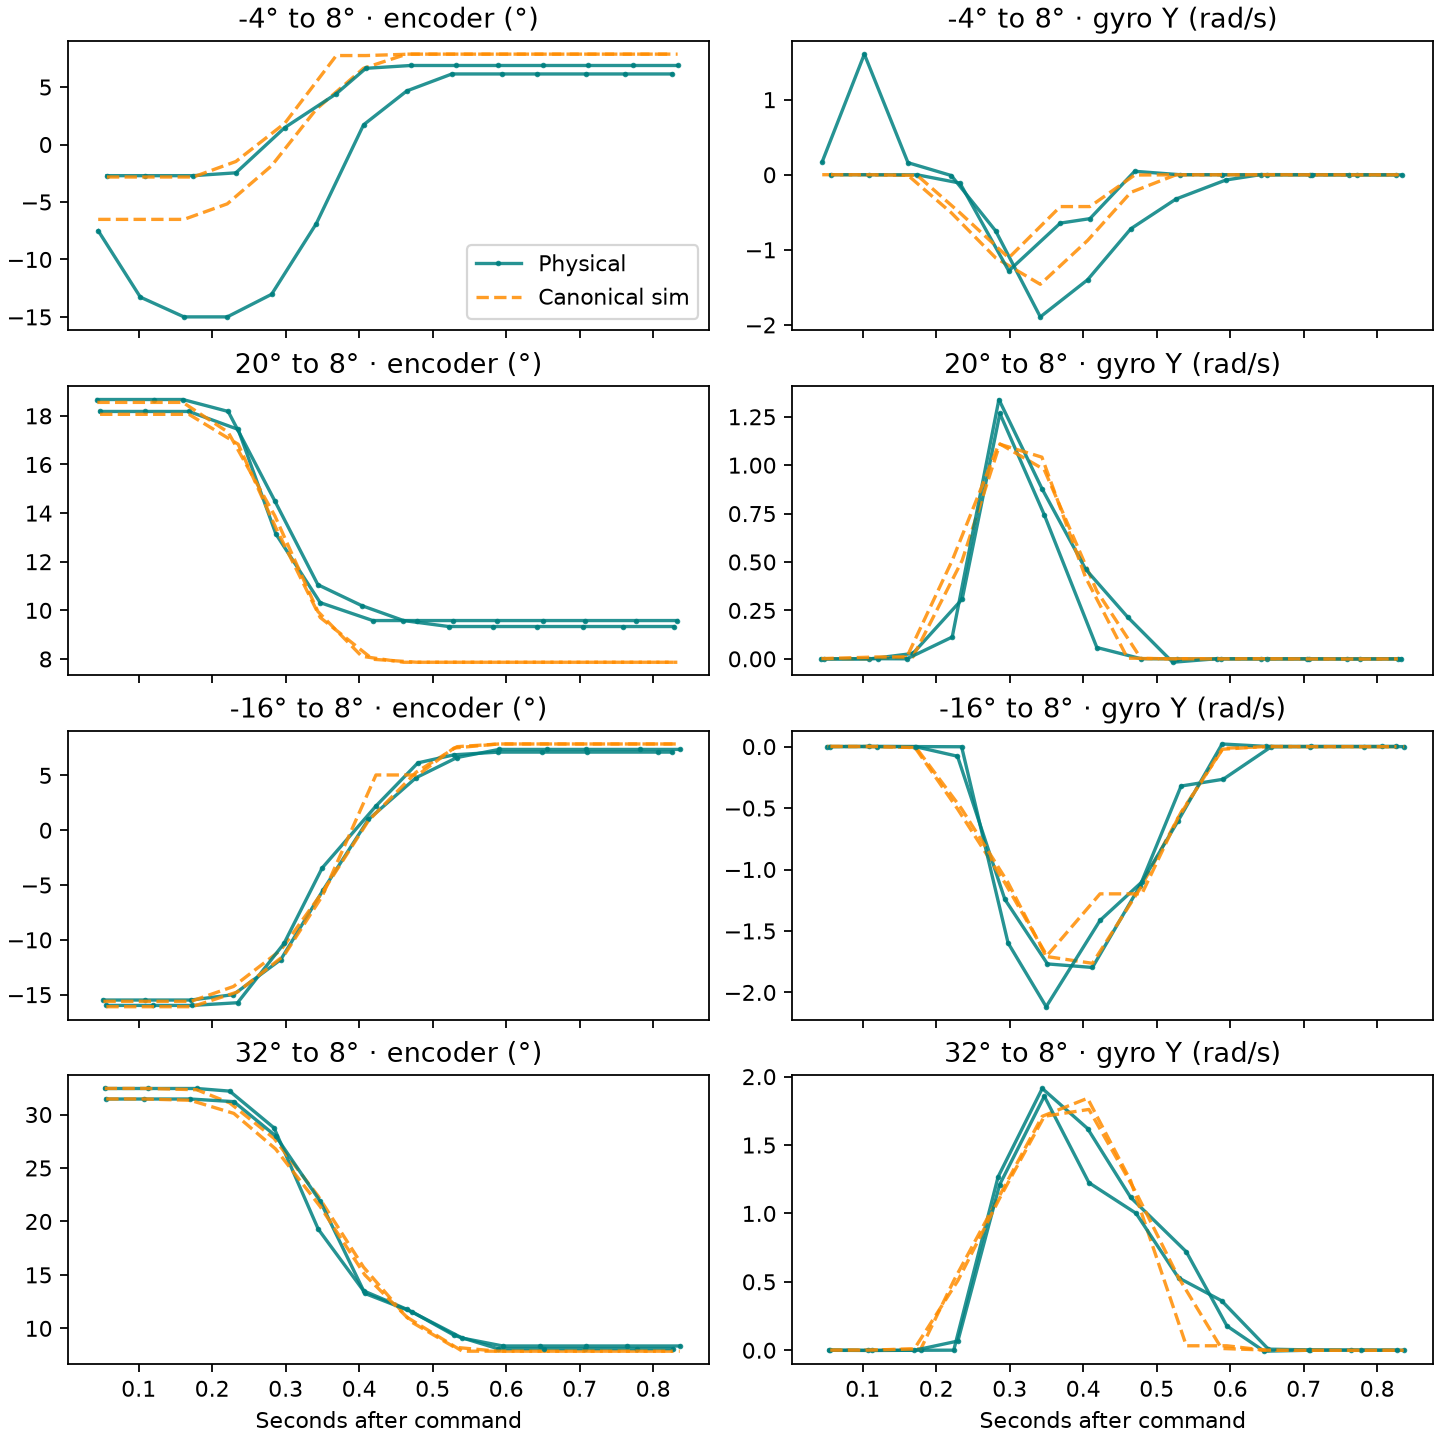 -4° to 8° · encoder (°)
-4° to 8° · gyro Y (rad/s)
5
0
−5
−10
−15
Physical
Canonical sim
1
0
−1
−2
20° to 8° · encoder (°)
20° to 8° · gyro Y (rad/s)
18
16
14
12
10
8
1.25
1.00
0.75
0.50
0.25
0.00
-16° to 8° · encoder (°)
-16° to 8° · gyro Y (rad/s)
5
0
−5
−10
−15
0.0
−0.5
−1.0
−1.5
−2.0
32° to 8° · encoder (°)
32° to 8° · gyro Y (rad/s)
30
25
20
15
10
2.0
1.5
1.0
0.5
0.0
0.1 0.2 0.3 0.4 0.5 0.6 0.7 0.8
Seconds after command
0.1 0.2 0.3 0.4 0.5 0.6 0.7 0.8
Seconds after command